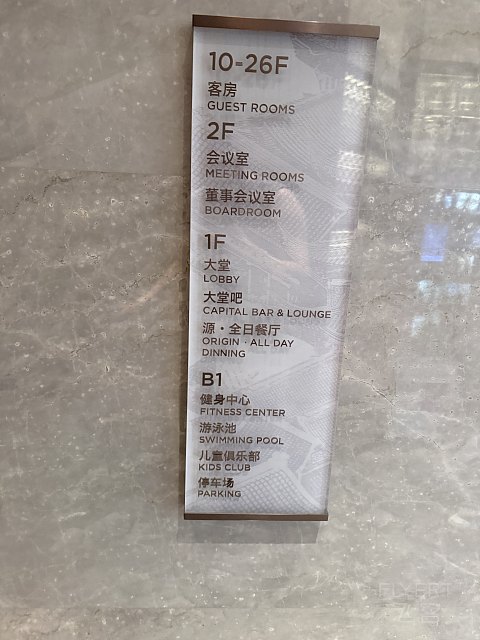 10-26F
客房
GUEST ROOMS
2F
会议室
MEETING ROOMS
董事会议室
BOARDROOM
1F
大堂
LOBBY
大堂吧
CAPITAL BAR & LOUNGE
源·全日餐厅
ORIGIN · ALL DAY
DINNING
B1
健身中心
FITNESS CENTER
游泳池
SWIMMING POOL
儿童俱乐部
KIDS CLUB
停车场
PARKING